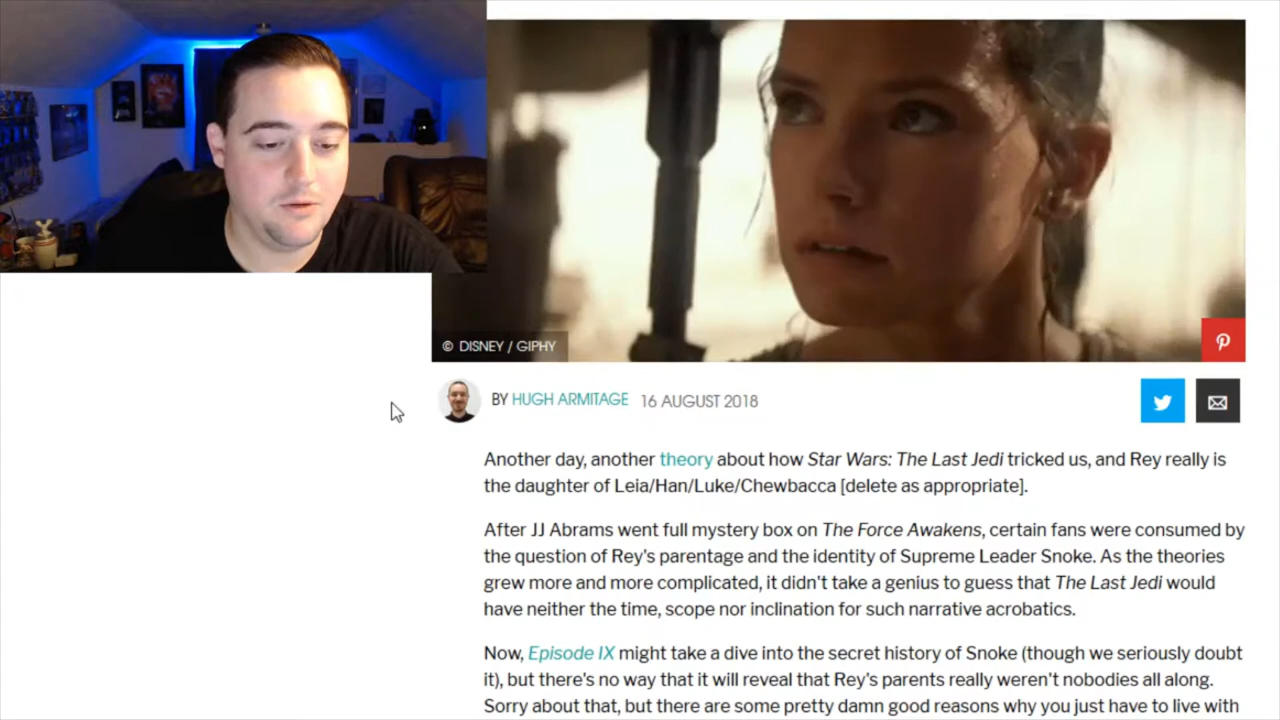 © DISNEY / GIPHY
BY HUGH ARMITAGE 16 AUGUST 2018
Another day, another theory about how Star Wars: The Last Jedi tricked us, and Rey really is
the daughter of Leia/Han/Luke/Chewbacca [delete as appropriate].
After JJ Abrams went full mystery box on The Force Awakens, certain fans were consumed by
the question of Rey's parentage and the identity of Supreme Leader Snoke. As the theories
grew more and more complicated, it didn't take a genius to guess that The Last Jedi would
have neither the time, scope nor inclination for such narrative acrobatics.
Now, Episode IX might take a dive into the secret history of Snoke (though we seriously doubt
it), but there's no way that it will reveal that Rey's parents really weren't nobodies all along.
Sorry about that, but there are some pretty damn good reasons why you just have to live with